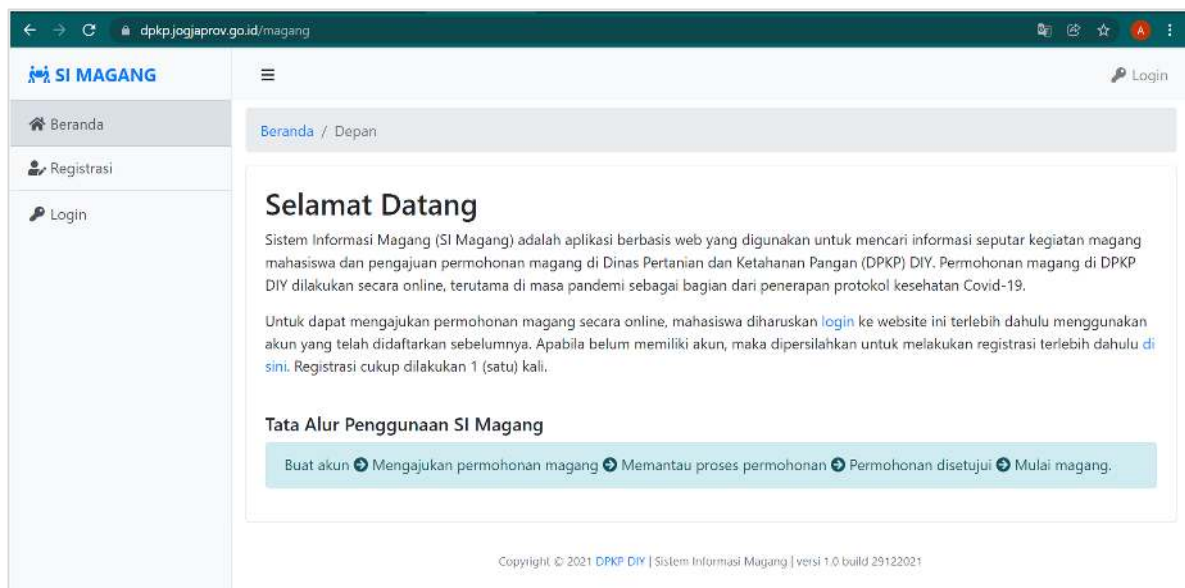 dpkp.jogjaprov.go.id/magang
A
SI MAGANG
Login
Beranda
Registrasi
Login
Beranda / Depan
Selamat Datang
Sistem Informasi Magang (SI Magang) adalah aplikasi berbasis web yang digunakan untuk mencari informasi seputar kegiatan magang
mahasiswa dan pengajuan permohonan magang di Dinas Pertanian dan Ketahanan Pangan (DPKP) DIY. Permohonan magang di DPKP
DIY dilakukan secara online, terutama di masa pandemi sebagai bagian dari penerapan protokol kesehatan Covid-19.
Untuk dapat mengajukan permohonan magang secara online, mahasiswa diharuskan login ke website ini terlebih dahulu menggunakan
akun yang telah didaftarkan sebelumnya. Apabila belum memiliki akun, maka dipersilahkan untuk melakukan registrasi terlebih dahulu di
sini. Registrasi cukup dilakukan 1 (satu) kali.
Tata Alur Penggunaan SI Magang
Buat akun Mengajukan permohonan magang Memantau proses permohonan Permohonan disetujui Mulai magang.
Copyright © 2021 DPKP DIY | Sistem Informasi Magang | versi 1.0 build 29122021